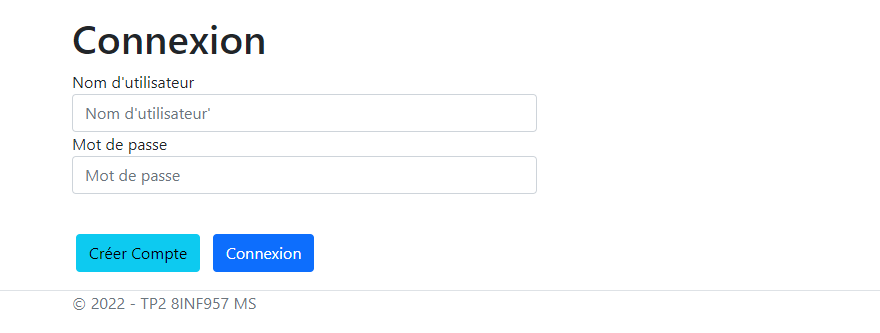 Connexion
Nom d'utilisateur
Nom d'utilisateur'
Mot de passe
Mot de passe
Créer Compte Connexion
© 2022 - TP2 8INF957 MS